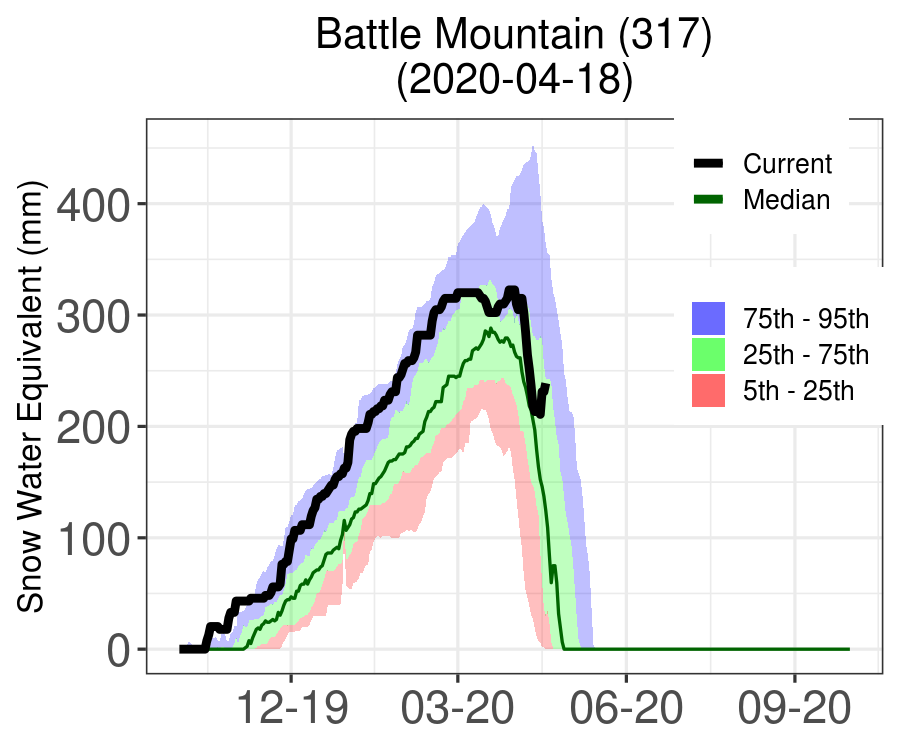 Battle Mountain (317)
(2020-04-18)
Snow Water Equivalent (mm)
400
300
200
100
0
12-19
03-20
06-20
09-20
Current
Median
75th - 95th
25th - 75th
5th - 25th